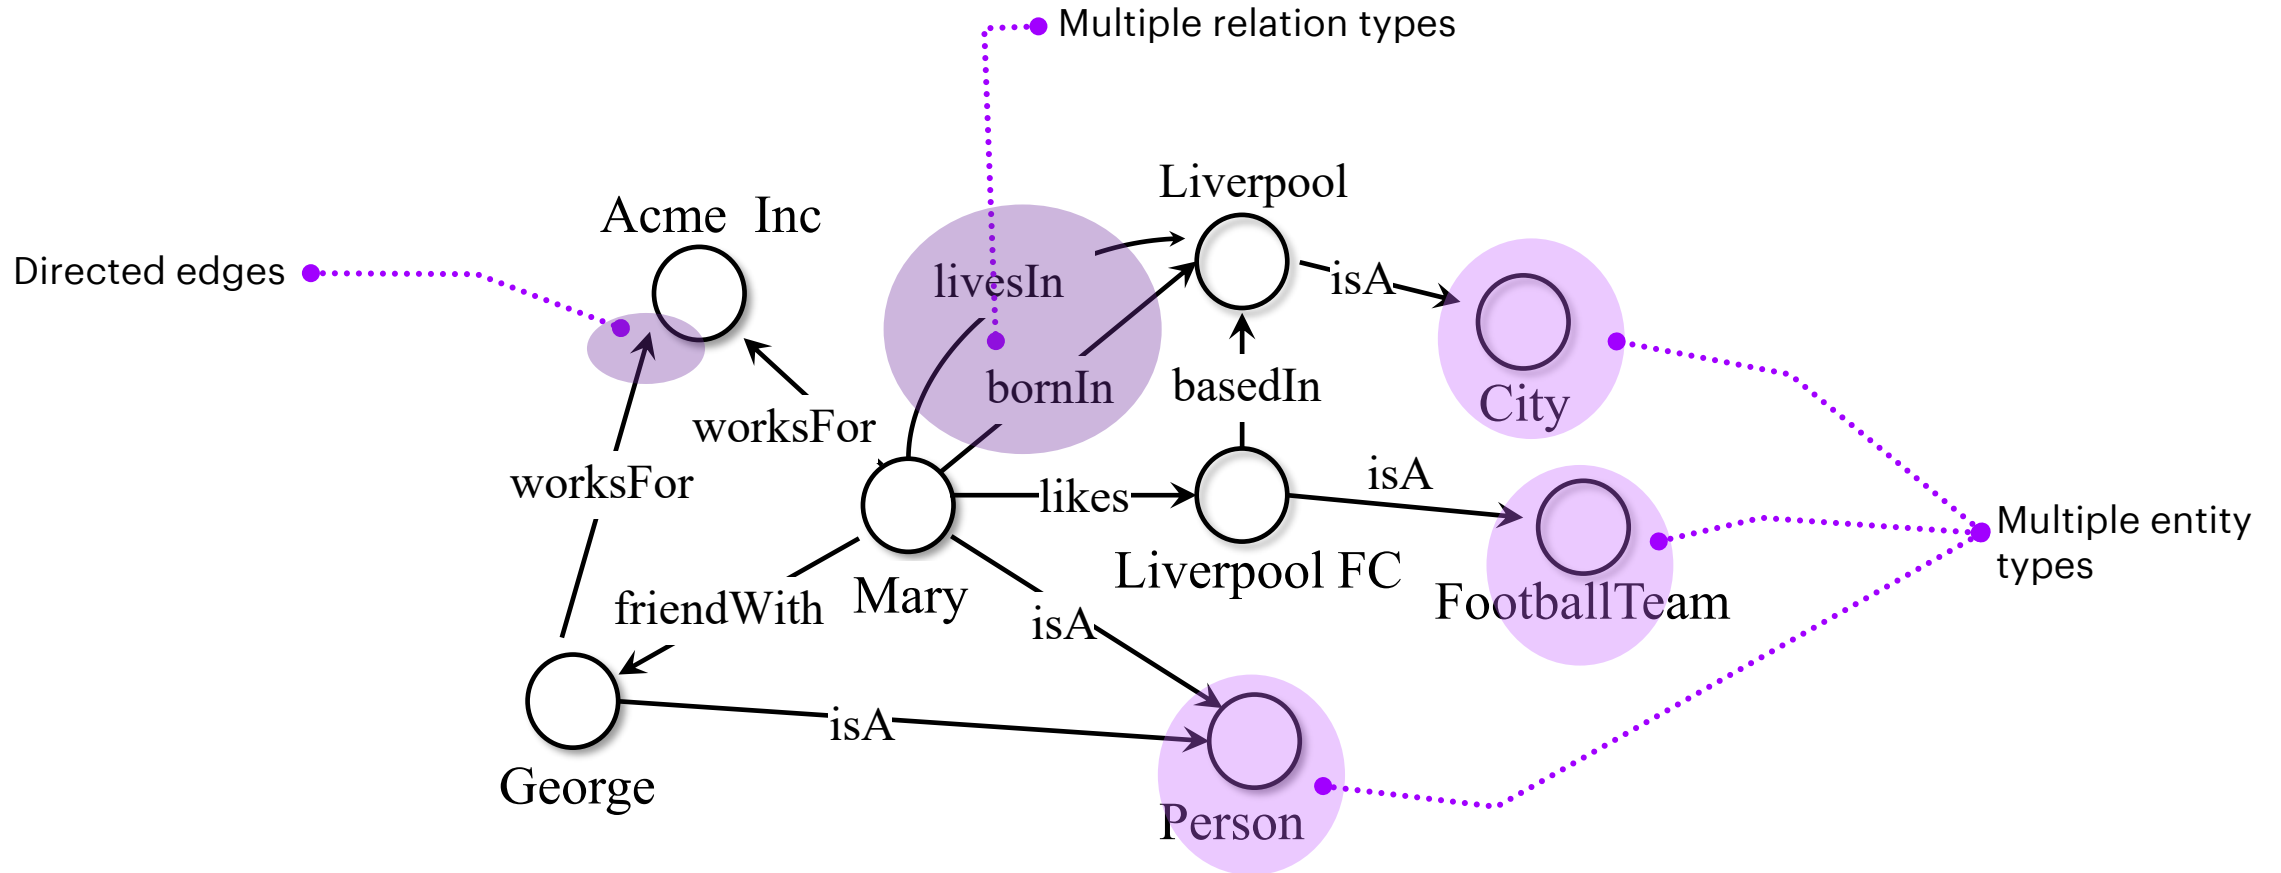 Multiple relation types
Liverpool
Acme Inc
Directed edges
livesIn
isA
bornIn
basedIn
City
worksFor
worksFor
likes
isA
Multiple entity
types
Liverpool FC
FootballTeam
Mary
friendWith
isA
isA
George
Person